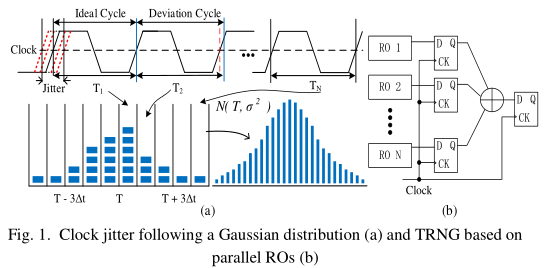 Ideal Cycle Deviation Cycle
Clock
Jitter T₁ T₂ T_N
N(T, σ²)
T - 3Δt T T + 3Δt
(a)
RO 1 D Q
CK
RO 2 D Q
CK
D Q
CK
RO N D Q
CK
Clock
(b)
Fig. 1. Clock jitter following a Gaussian distribution (a) and TRNG based on
parallel ROs (b)